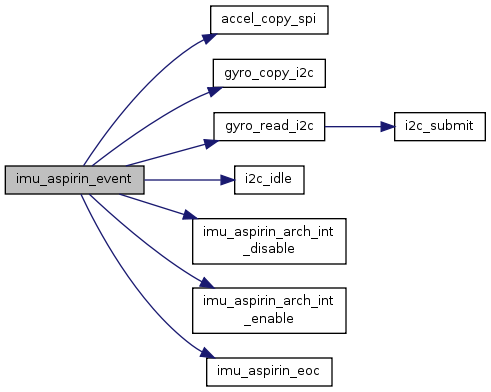 accel_copy_spi
gyro_copy_i2c
gyro_read_i2c
i2c_submit
imu_aspirin_event
i2c_idle
imu_aspirin_arch_int
_disable
imu_aspirin_arch_int
_enable
imu_aspirin_eoc